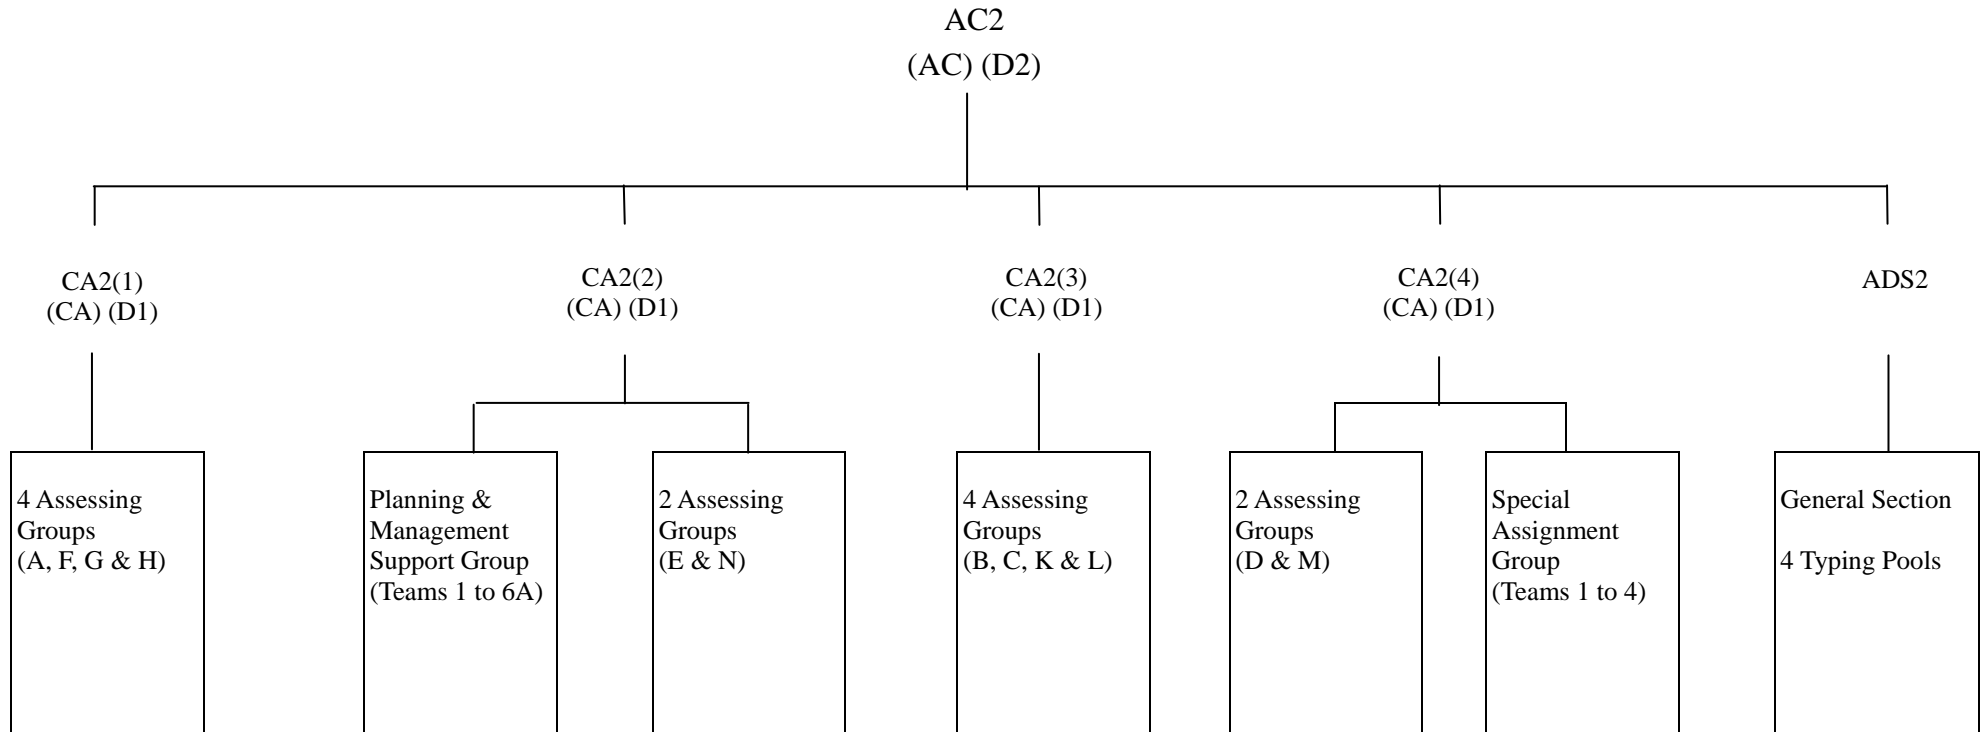 AC2
(AC) (D2)
CA2(1)
(CA) (D1)
CA2(2)
(CA) (D1)
CA2(3)
(CA) (D1)
CA2(4)
(CA) (D1)
ADS2
4 Assessing
Groups
(A, F, G & H)
Planning &
Management
Support Group
(Teams 1 to 6A)
2 Assessing
Groups
(E & N)
4 Assessing
Groups
(B, C, K & L)
2 Assessing
Groups
(D & M)
Special
Assignment
Group
(Teams 1 to 4)
General Section
4 Typing Pools